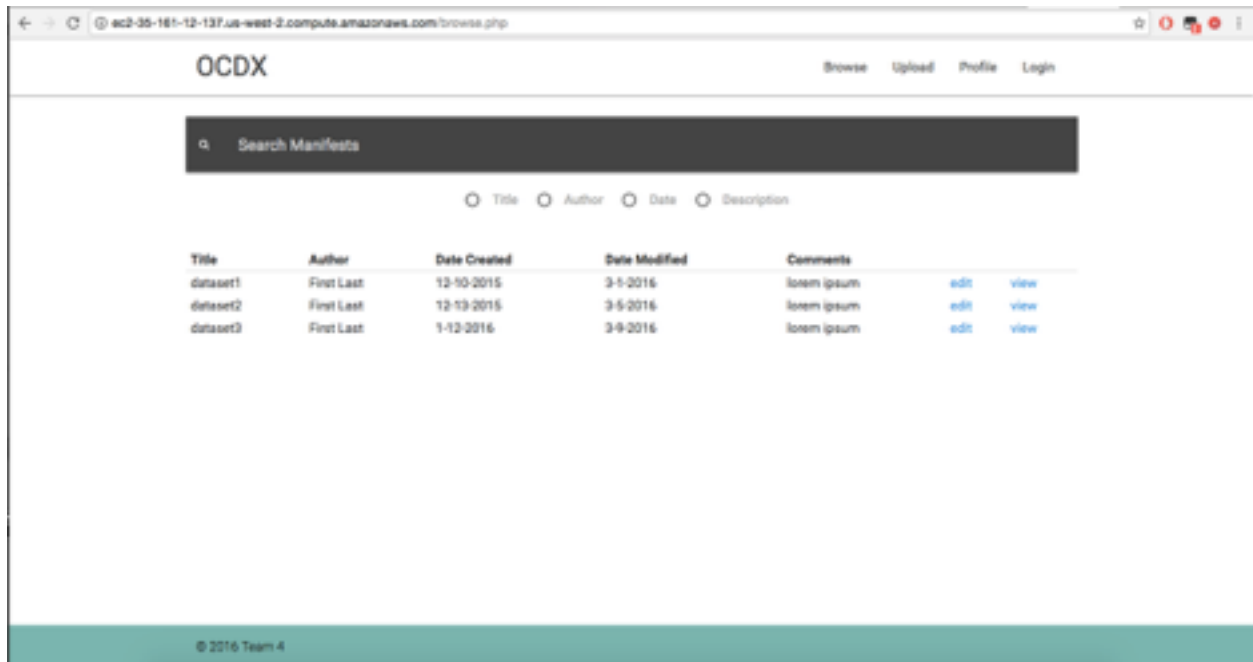 ec2-35-161-12-137.us-west-2.compute.amazonaws.com/browse.php
OCDX Browse Upload Profile Login
Search Manifests
Title Author Date Description
Title Author Date Created Date Modified Comments
dataset1 First Last 12-10-2015 3-1-2016 lorem ipsum edit view
dataset2 First Last 12-13-2015 3-5-2016 lorem ipsum edit view
dataset3 First Last 1-12-2016 3-9-2016 lorem ipsum edit view
© 2016 Team 4